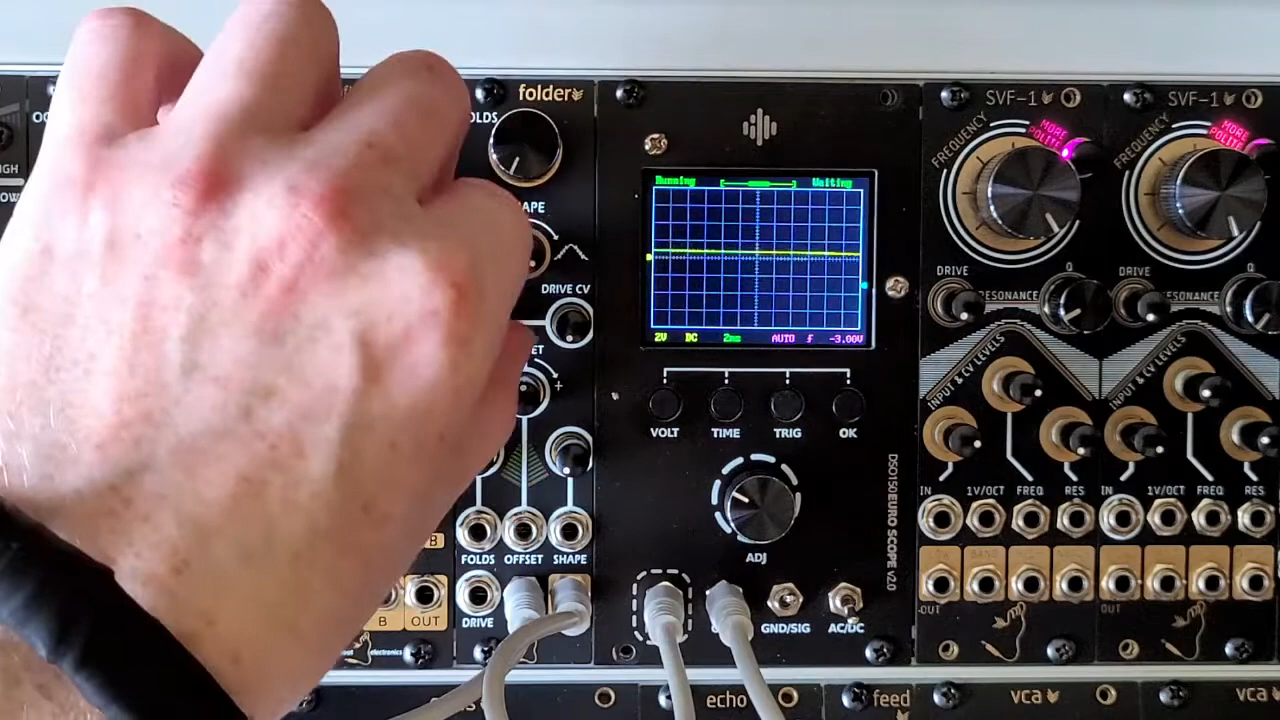 folder
SVF-1
SVF-1
FREQUENCY
MORE
POLITE
FREQUENCY
MORE
POLITE
Running
Waiting
DRIVE CV
DRIVE
Q
RESONANCE
DRIVE
Q
RESONANCE
2V DC 2ms AUTO -3.00V
INPUT & CV LEVELS
INPUT & CV LEVELS
VOLT TIME TRIG OK
DSO150 EURO SCOPE v2.0
IN 1V/OCT FREQ RES
IN 1V/OCT FREQ RES
B
FOLDS OFFSET SHAPE
ADJ
B OUT
DRIVE
GND/SIG AC/DC
OUT
OUT
electronics
echo
feed
vca
vca